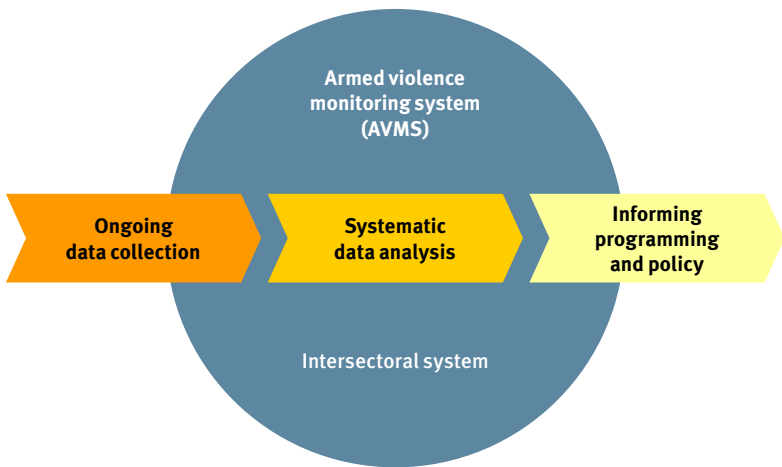 Armed violence
monitoring system
(AVMS)
Ongoing
data collection
Systematic
data analysis
Informing
programming
and policy
Intersectoral system